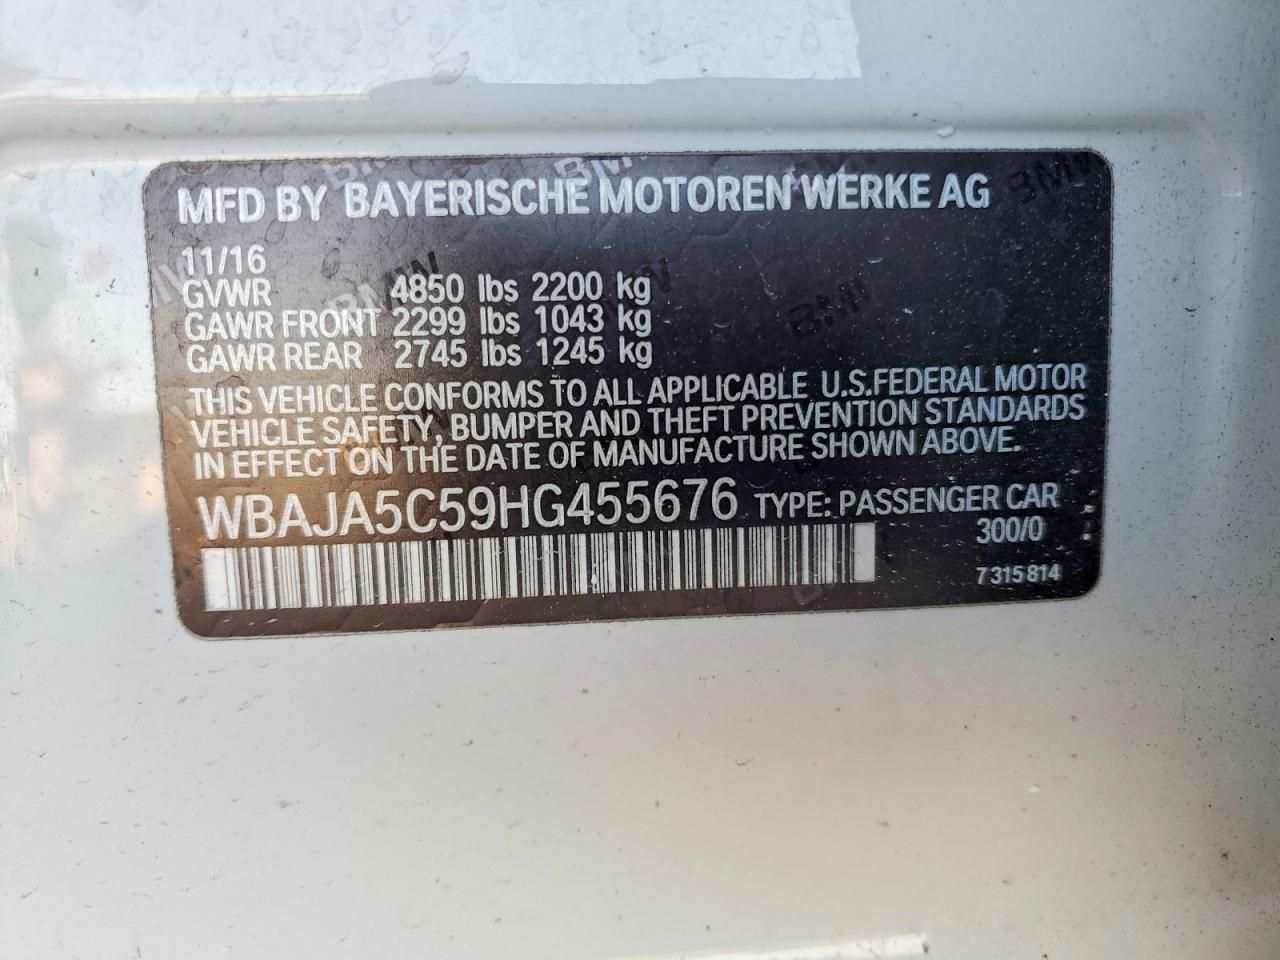 MFD BY BAYERISCHE MOTOREN WERKE AG
11/16
GVWR 4850 lbs 2200 kg
GAWR FRONT 2299 lbs 1043 kg
GAWR REAR 2745 lbs 1245 kg
THIS VEHICLE CONFORMS TO ALL APPLICABLE U.S.FEDERAL MOTOR
VEHICLE SAFETY, BUMPER AND THEFT PREVENTION STANDARDS
IN EFFECT ON THE DATE OF MANUFACTURE SHOWN ABOVE.
WBAJA5C59HG455676 TYPE: PASSENGER CAR
300/0
7 315 814